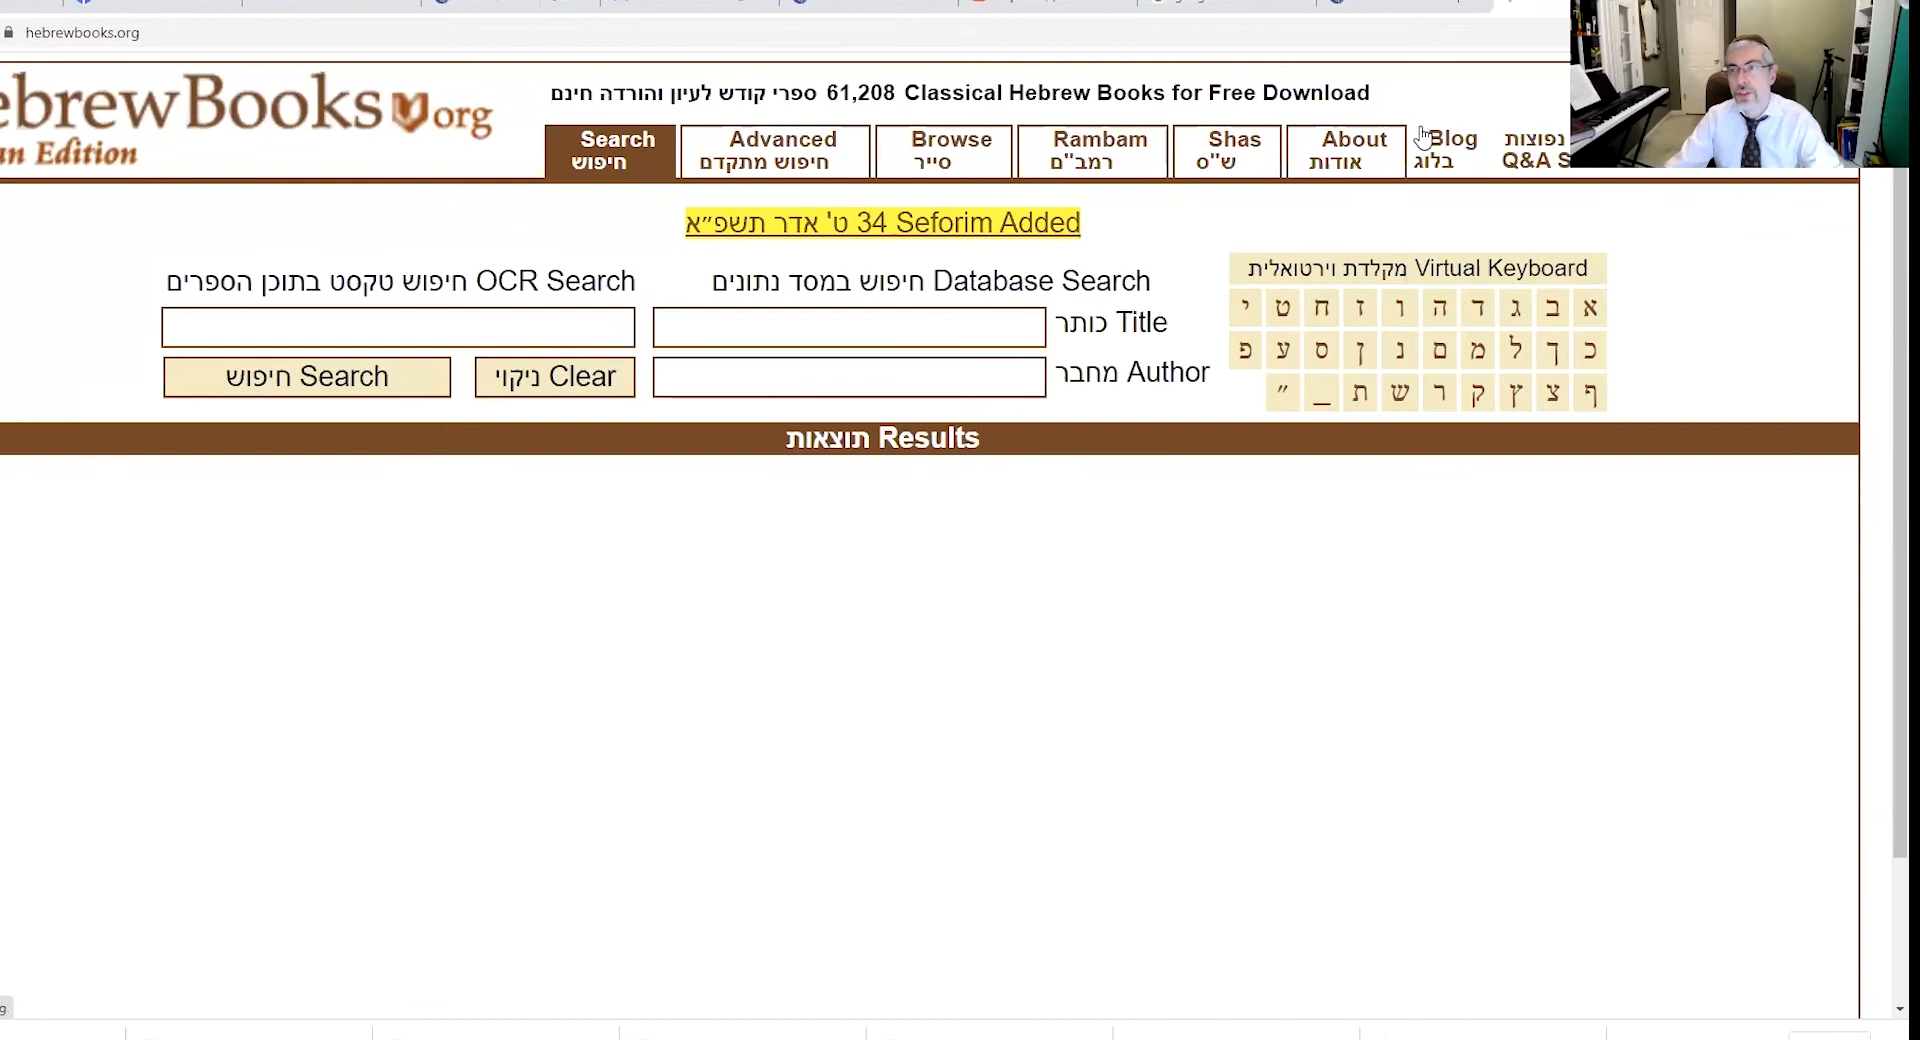 hebrewbooks.org
ebrewBooks org
an Edition
61,208 Classical Hebrew Books for Free Download ספרי קודש לעיון והורדה חינם
Search
חיפוש
Advanced
חיפוש מתקדם
Browse
סייר
Rambam
רמב"ם
Shas
ש"ס
About
אודות
Blog
בלוג
נפוצות
Q&A S
34 Seforim Added ט' אדר תשפ״א
OCR Search חיפוש טקסט בתוכן הספרים
Search חיפוש
Clear ניקוי
Database Search חיפוש במסד נתונים
Title כותר
Author מחבר
Virtual Keyboard מקלדת וירטואלית
א ב ג ד ה ו ז ח ט י
כ ך ל מ ם נ ן ס ע פ
ף צ ץ ק ר ש ת _ ״
Results תוצאות